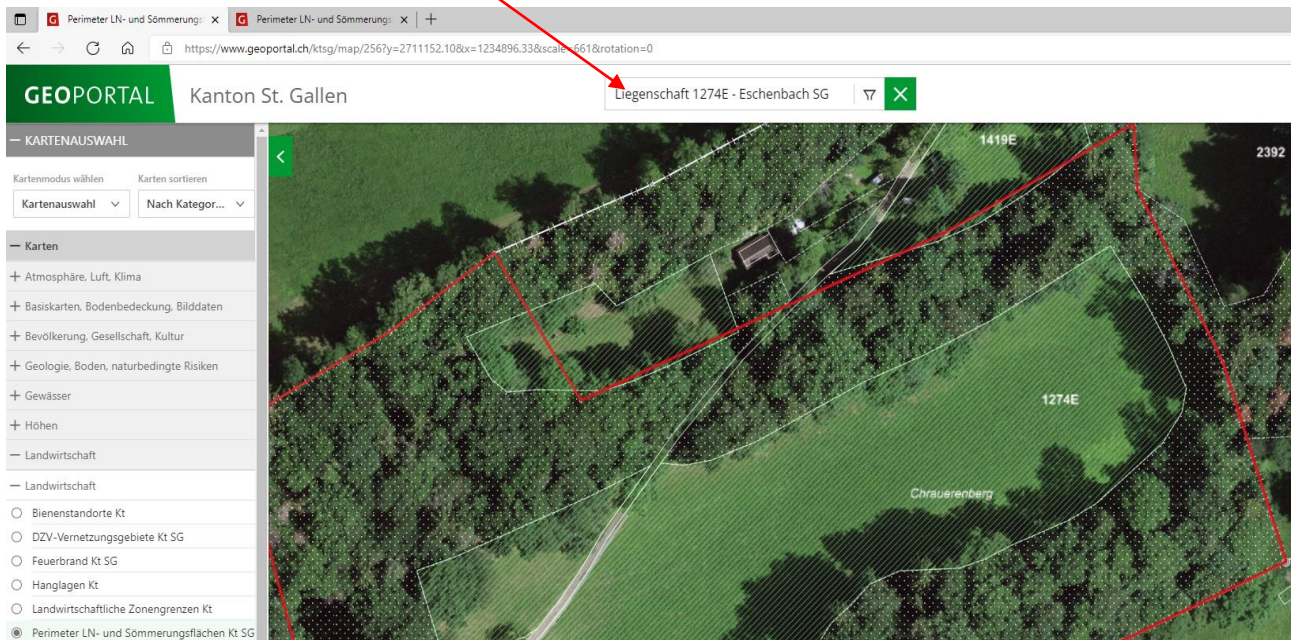 Perimeter LN- und Sömmerungs
Perimeter LN- und Sömmerungs
https://www.geoportal.ch/ktsg/map/256?y=2711152.10&x=1234896.33&scale=661&rotation=0
GEOPORTAL
Kanton St. Gallen
Liegenschaft 1274E - Eschenbach SG
KARTENAUSWAHL
Kartenmodus wählen Karten sortieren
Kartenauswahl Nach Kategor...
Karten
Atmosphäre, Luft, Klima
Basiskarten, Bodenbedeckung, Bilddaten
Bevölkerung, Gesellschaft, Kultur
Geologie, Boden, naturbedingte Risiken
Gewässer
Höhen
Landwirtschaft
Landwirtschaft
Bienenstandorte Kt
DZV-Vernetzungsgebiete Kt SG
Feuerbrand Kt SG
Hanglagen Kt
Landwirtschaftliche Zonengrenzen Kt
Perimeter LN- und Sömmerungsflächen Kt SG
1419E
2392
1274E
Chrauerenberg